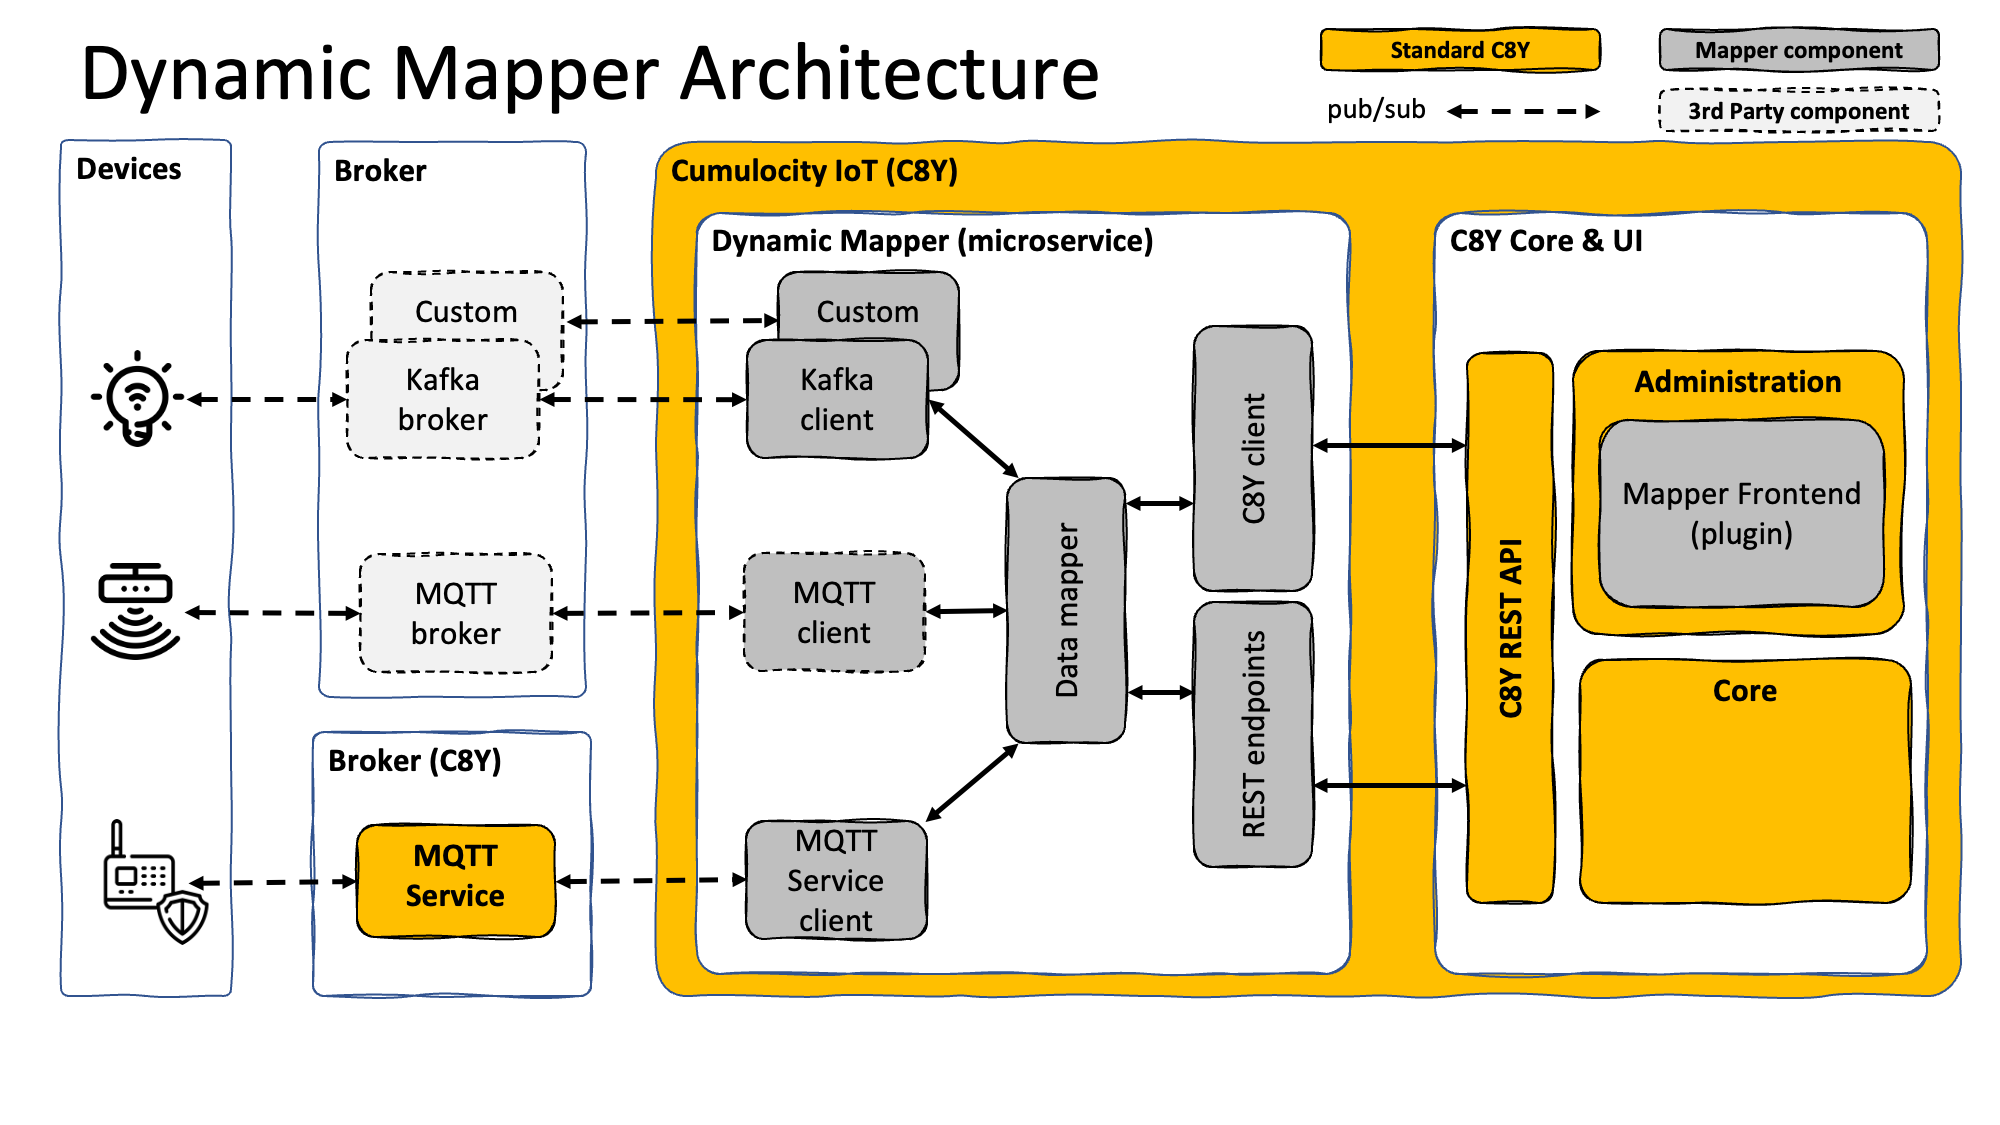 Dynamic Mapper Architecture
Standard C8Y
Mapper component
pub/sub
3rd Party component
Devices
Broker
Cumulocity IoT (C8Y)
Dynamic Mapper (microservice)
C8Y Core & UI
Custom
Kafka
broker
Custom
Kafka
client
C8Y client
Administration
Mapper Frontend
(plugin)
MQTT
broker
MQTT
client
Data mapper
C8Y REST API
REST endpoints
Core
Broker (C8Y)
MQTT
Service
MQTT
Service
client